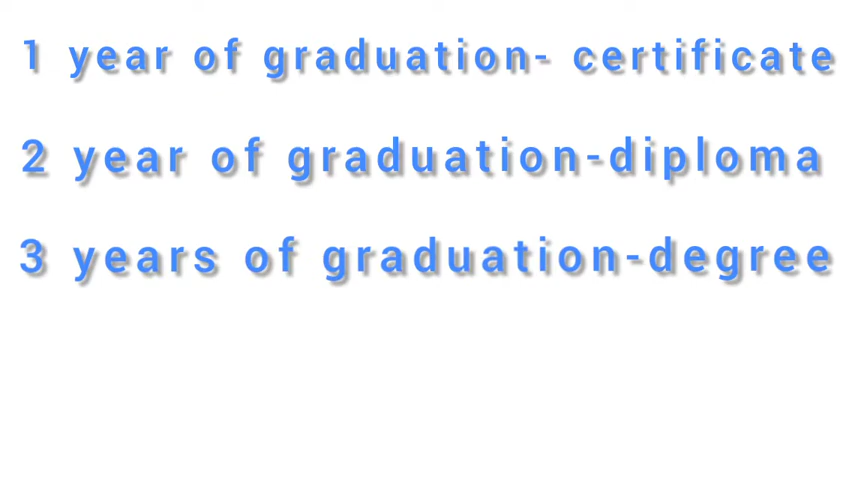 1 year of graduation- certificate
2 year of graduation-diploma
3 years of graduation-degree